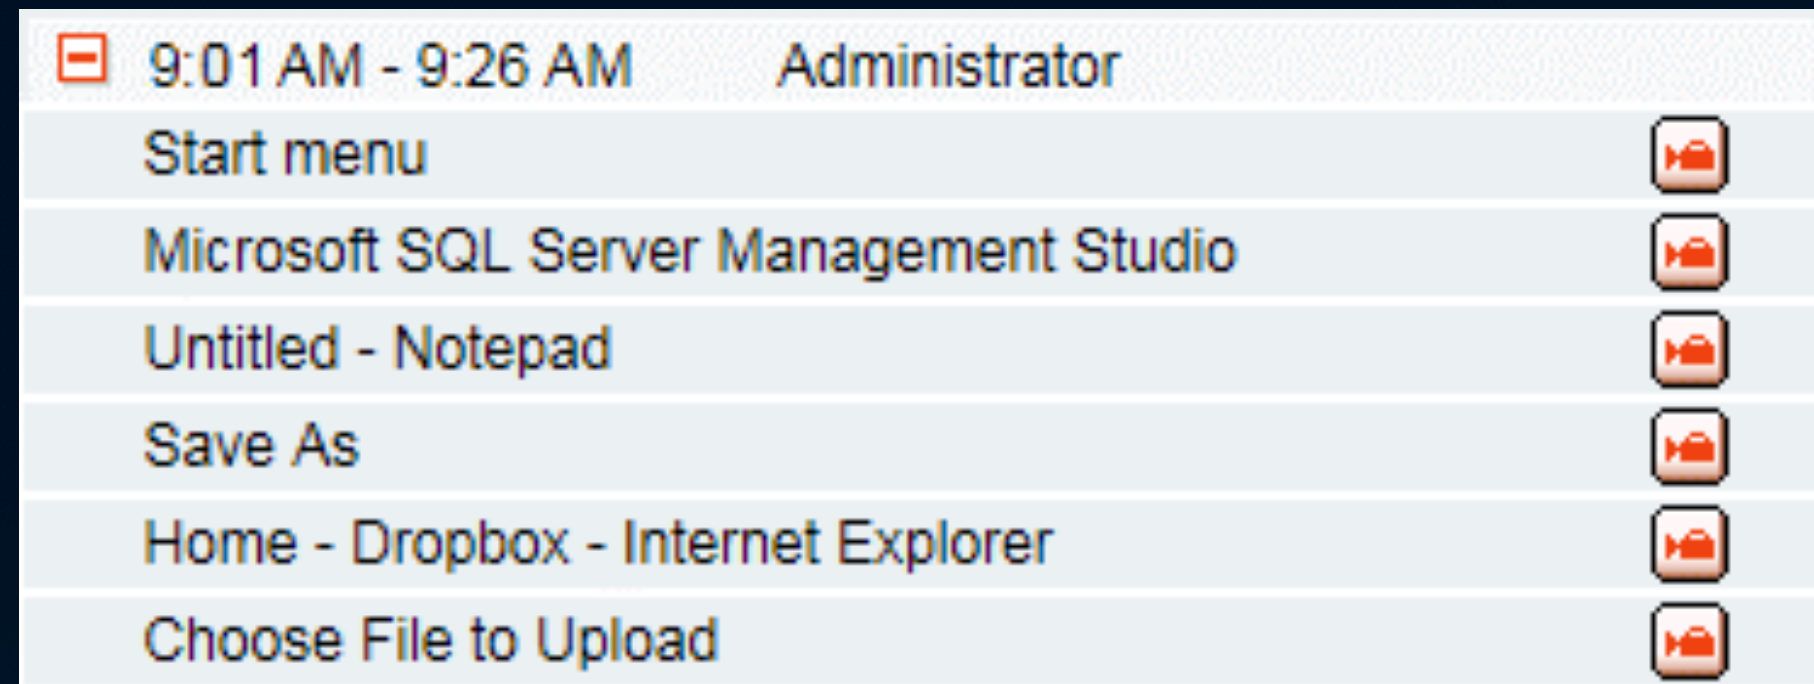 9:01 AM - 9:26 AM Administrator
Start menu
Microsoft SQL Server Management Studio
Untitled - Notepad
Save As
Home - Dropbox - Internet Explorer
Choose File to Upload